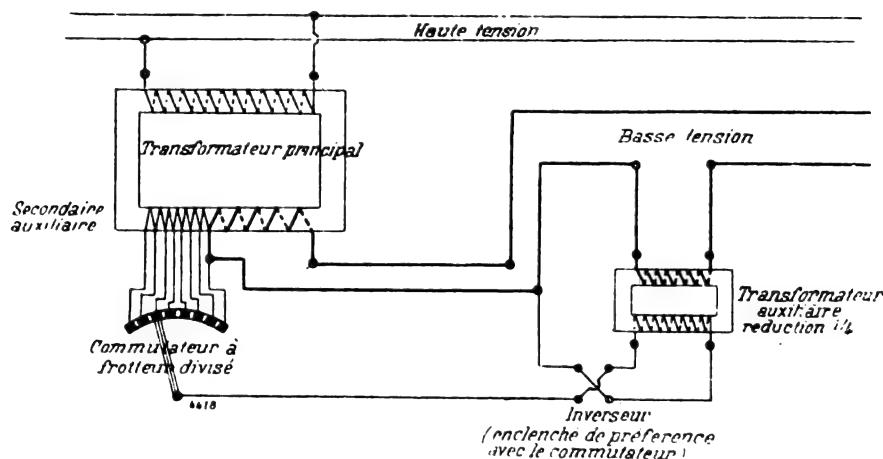 Haute tension
Transformateur principal
Basse tension
Secondaire
auxiliaire
Transformateur
auxiliaire
réduction 1/4
Commutateur à
frotteur divisé
4418
Inverseur
(enclenché de préférence
avec le commutateur)